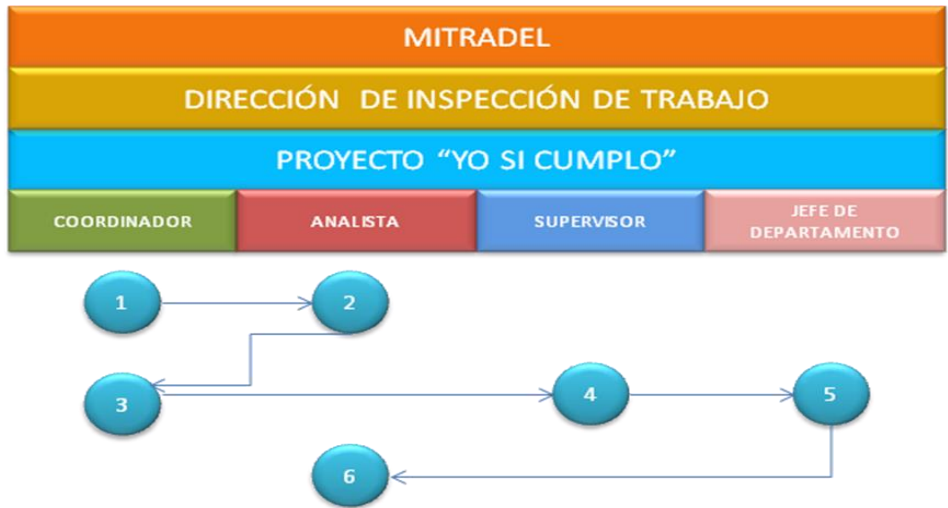 MITRADEL
DIRECCIÓN DE INSPECCIÓN DE TRABAJO
PROYECTO “YO SI CUMPLO”
COORDINADOR
ANALISTA
SUPERVISOR
JEFE DE
DEPARTAMENTO
1
2
3
4
5
6